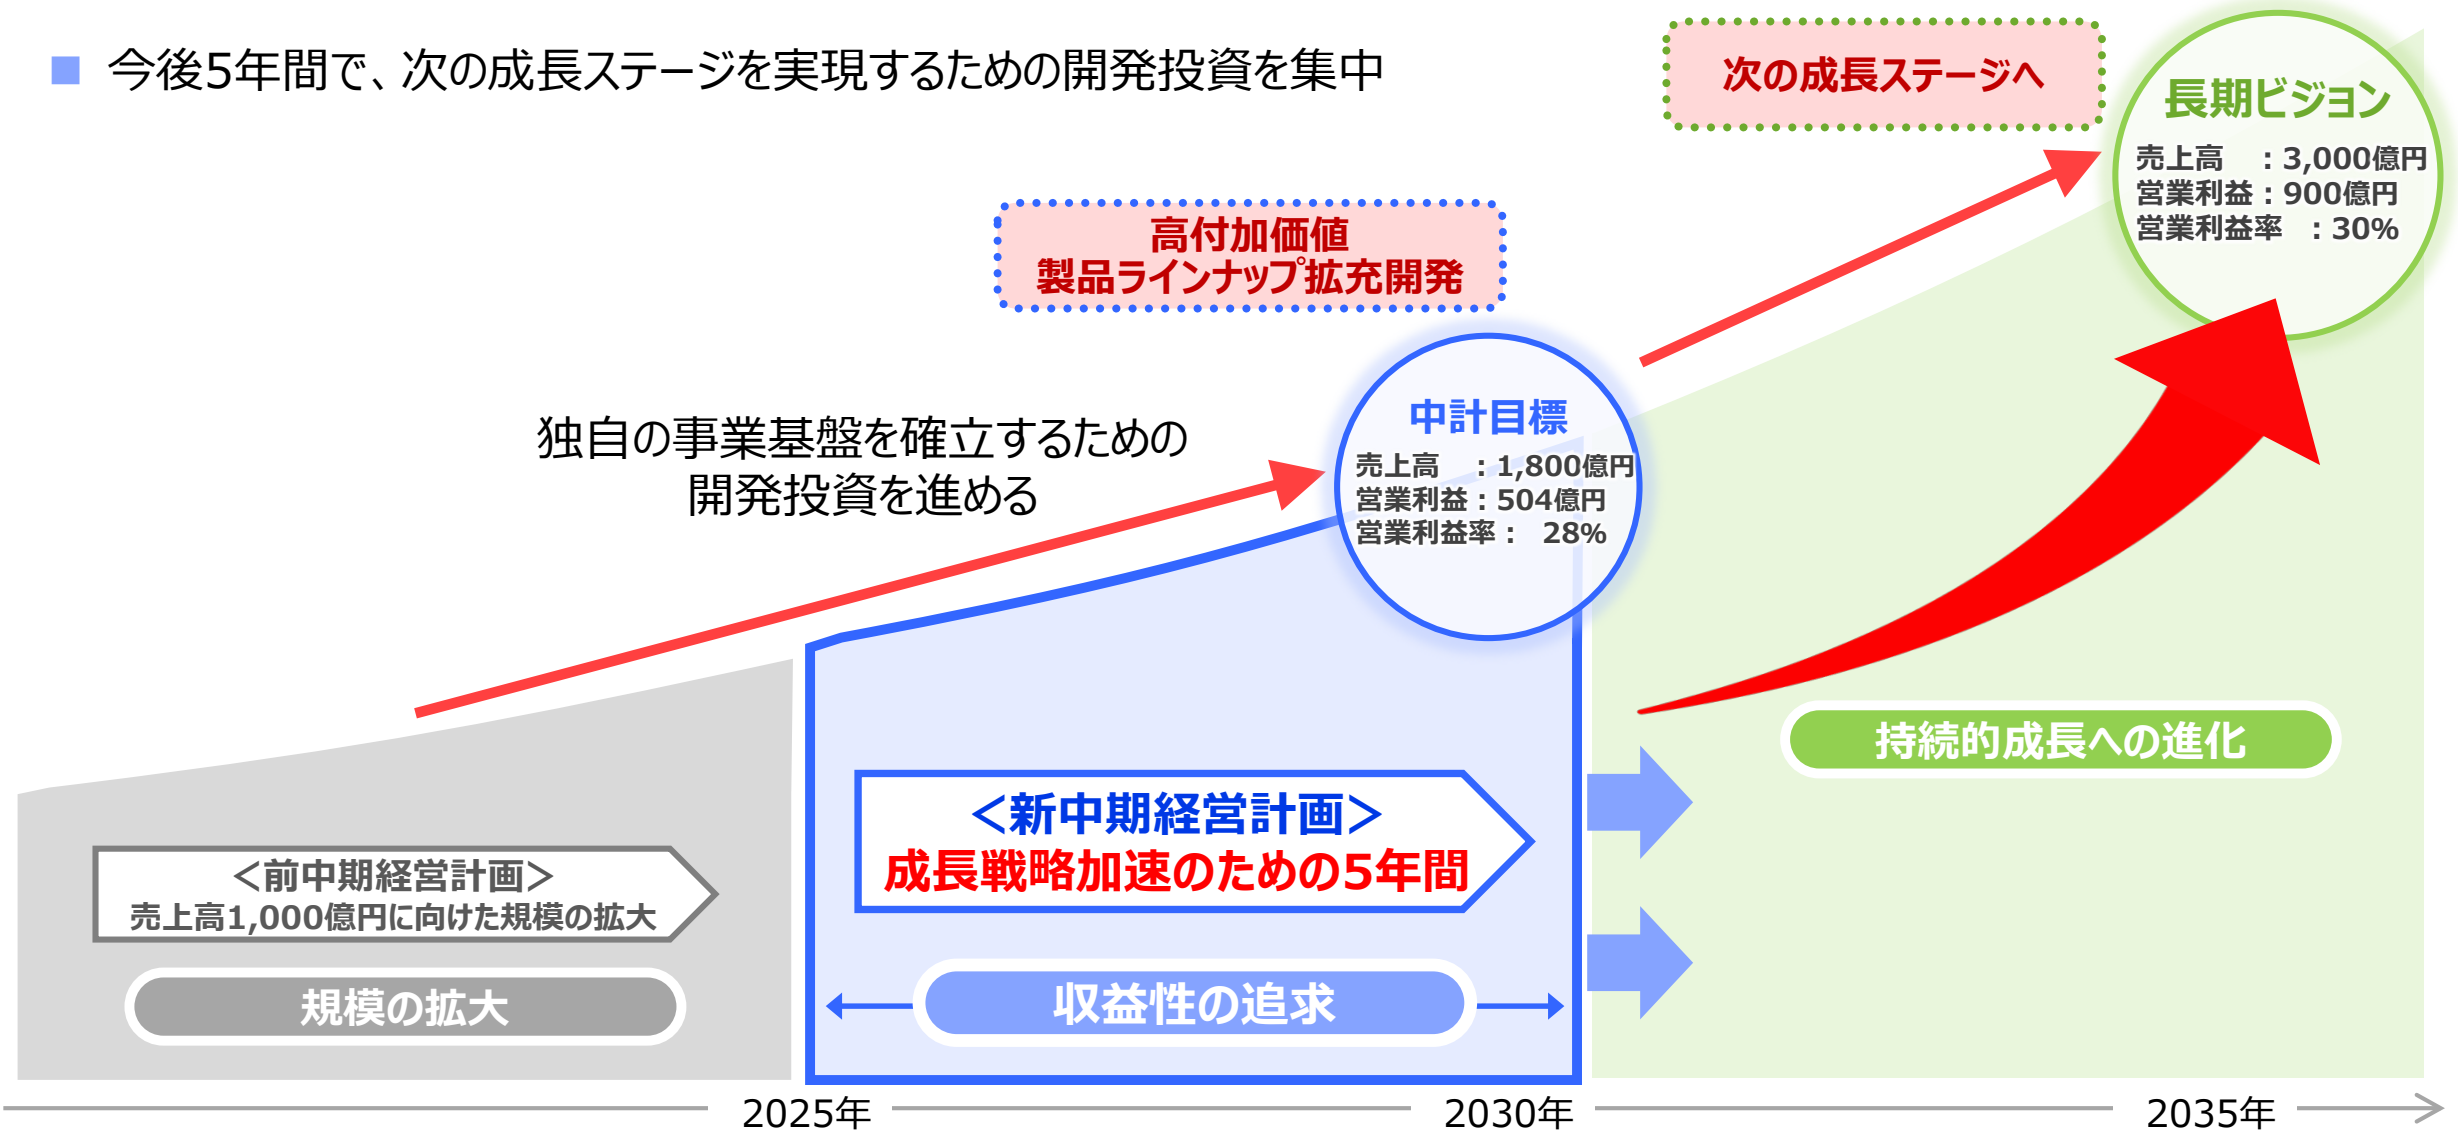 ■ 今後5年間で、次の成長ステージを実現するための開発投資を集中
次の成長ステージへ
長期ビジョン
売上高　：3,000億円
営業利益：900億円
営業利益率　：30%
高付加価値
製品ラインナップ拡充開発
中計目標
売上高　：1,800億円
営業利益：504億円
営業利益率：　28%
独自の事業基盤を確立するための
開発投資を進める
持続的成長への進化
＜新中期経営計画＞
成長戦略加速のための5年間
収益性の追求
＜前中期経営計画＞
売上高1,000億円に向けた規模の拡大
規模の拡大
2025年
2030年
2035年